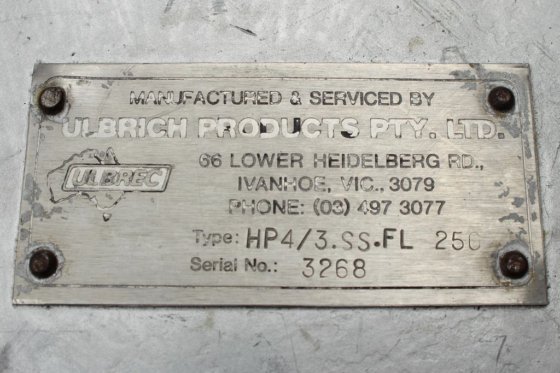 MANUFACTURED & SERVICED BY
ULBRICH PRODUCTS PTY. LTD.
ULBREC
66 LOWER HEIDELBERG RD.,
IVANHOE, VIC., 3079
PHONE: (03) 497 3077
Type: HP4/3.SS.FL 250
Serial No.: 3268